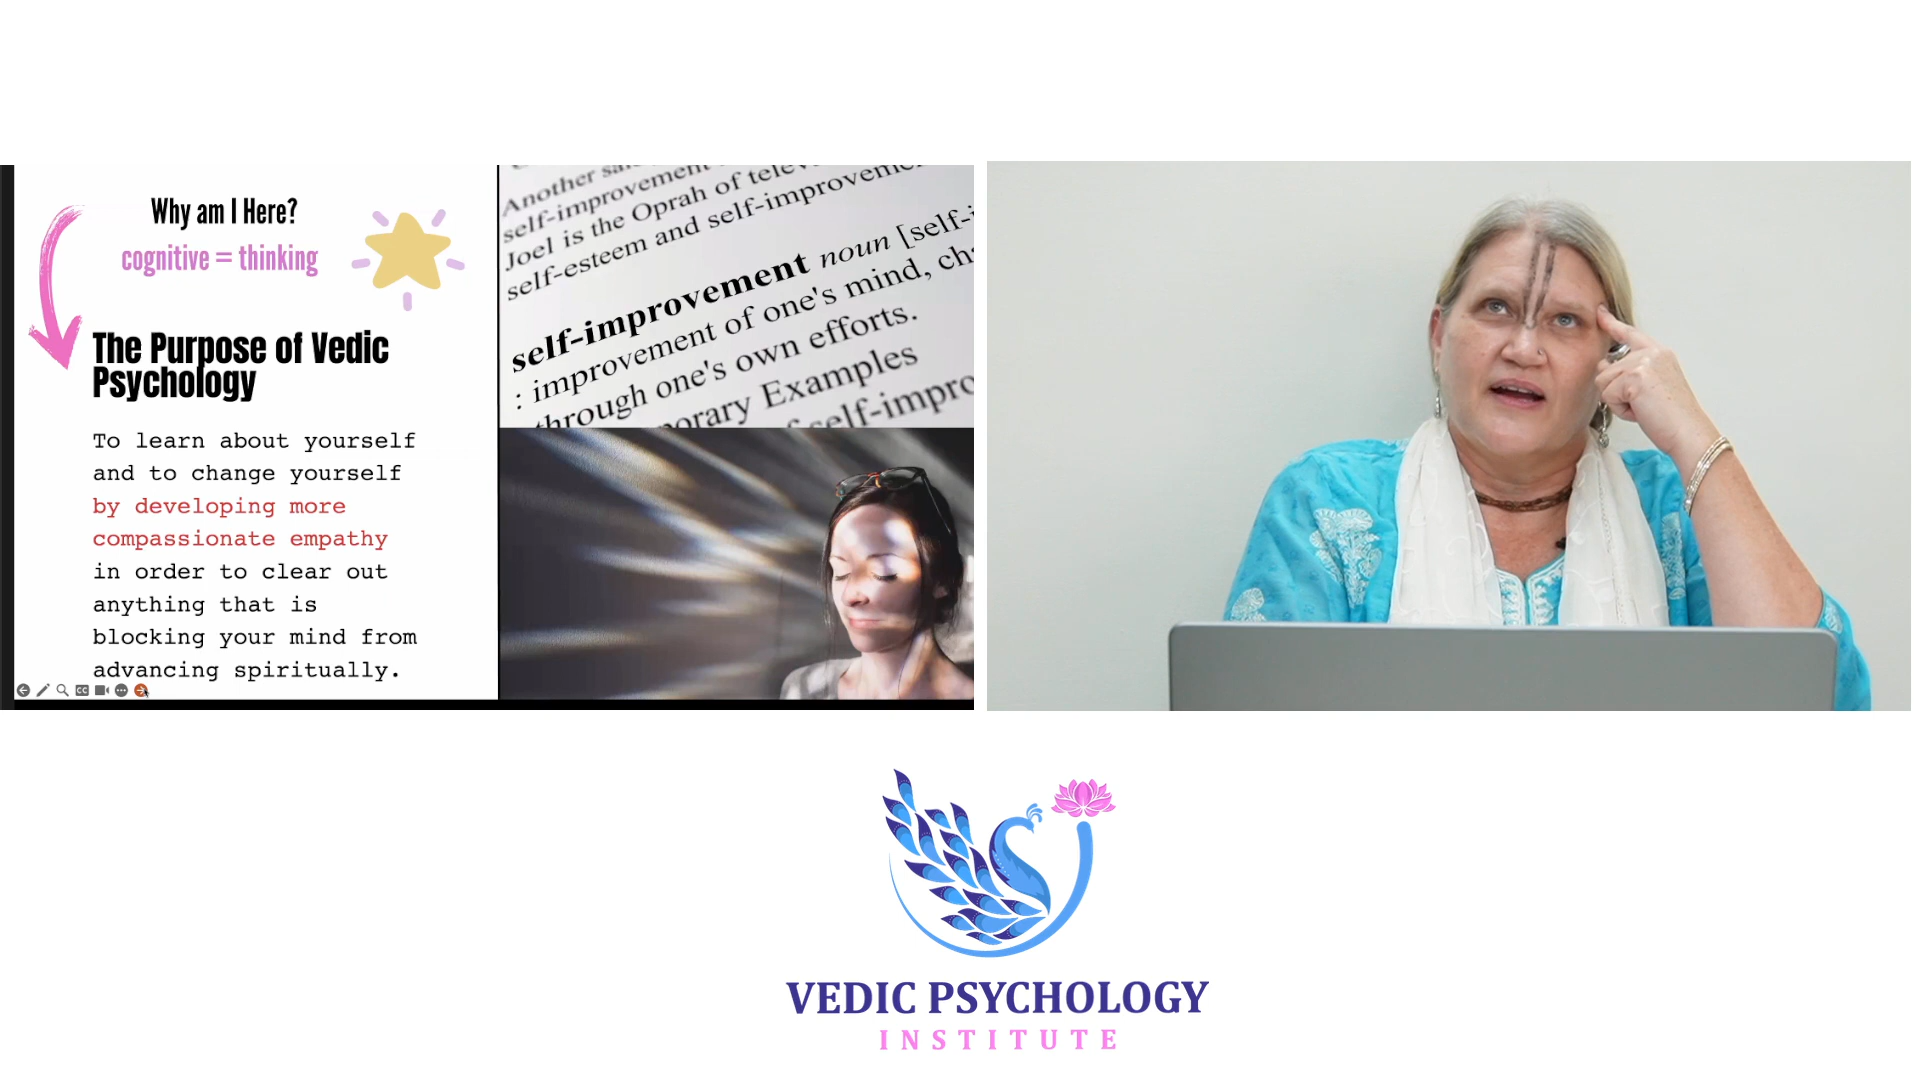 Why am I Here?
cognitive = thinking
The Purpose of Vedic
Psychology
To learn about yourself
and to change yourself
by developing more
compassionate empathy
in order to clear out
anything that is
blocking your mind from
advancing spiritually.
CC
Another
self-improvement
Joel is the Oprah of
self-esteem and self-improvement
self-improvement noun [self-
: improvement of one's mind,
through one's own efforts.
Examples
VEDIC PSYCHOLOGY
INSTITUTE